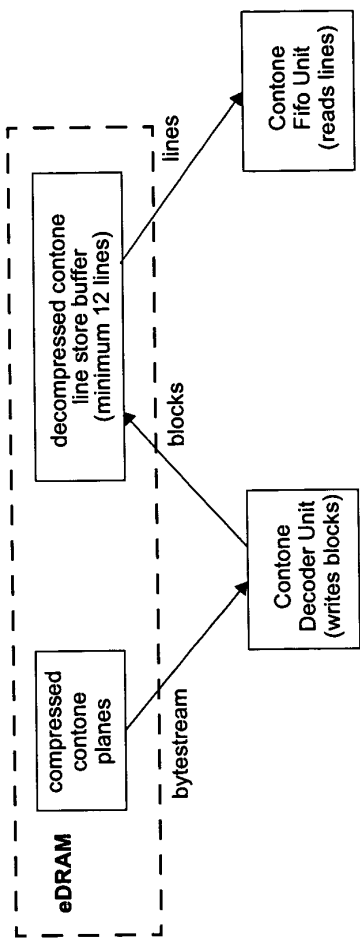 eDRAM
compressed
contone
planes
decompressed contone
line store buffer
(minimum 12 lines)
bytestream
blocks
lines
Contone
Decoder Unit
(writes blocks)
Contone
Fifo Unit
(reads lines)